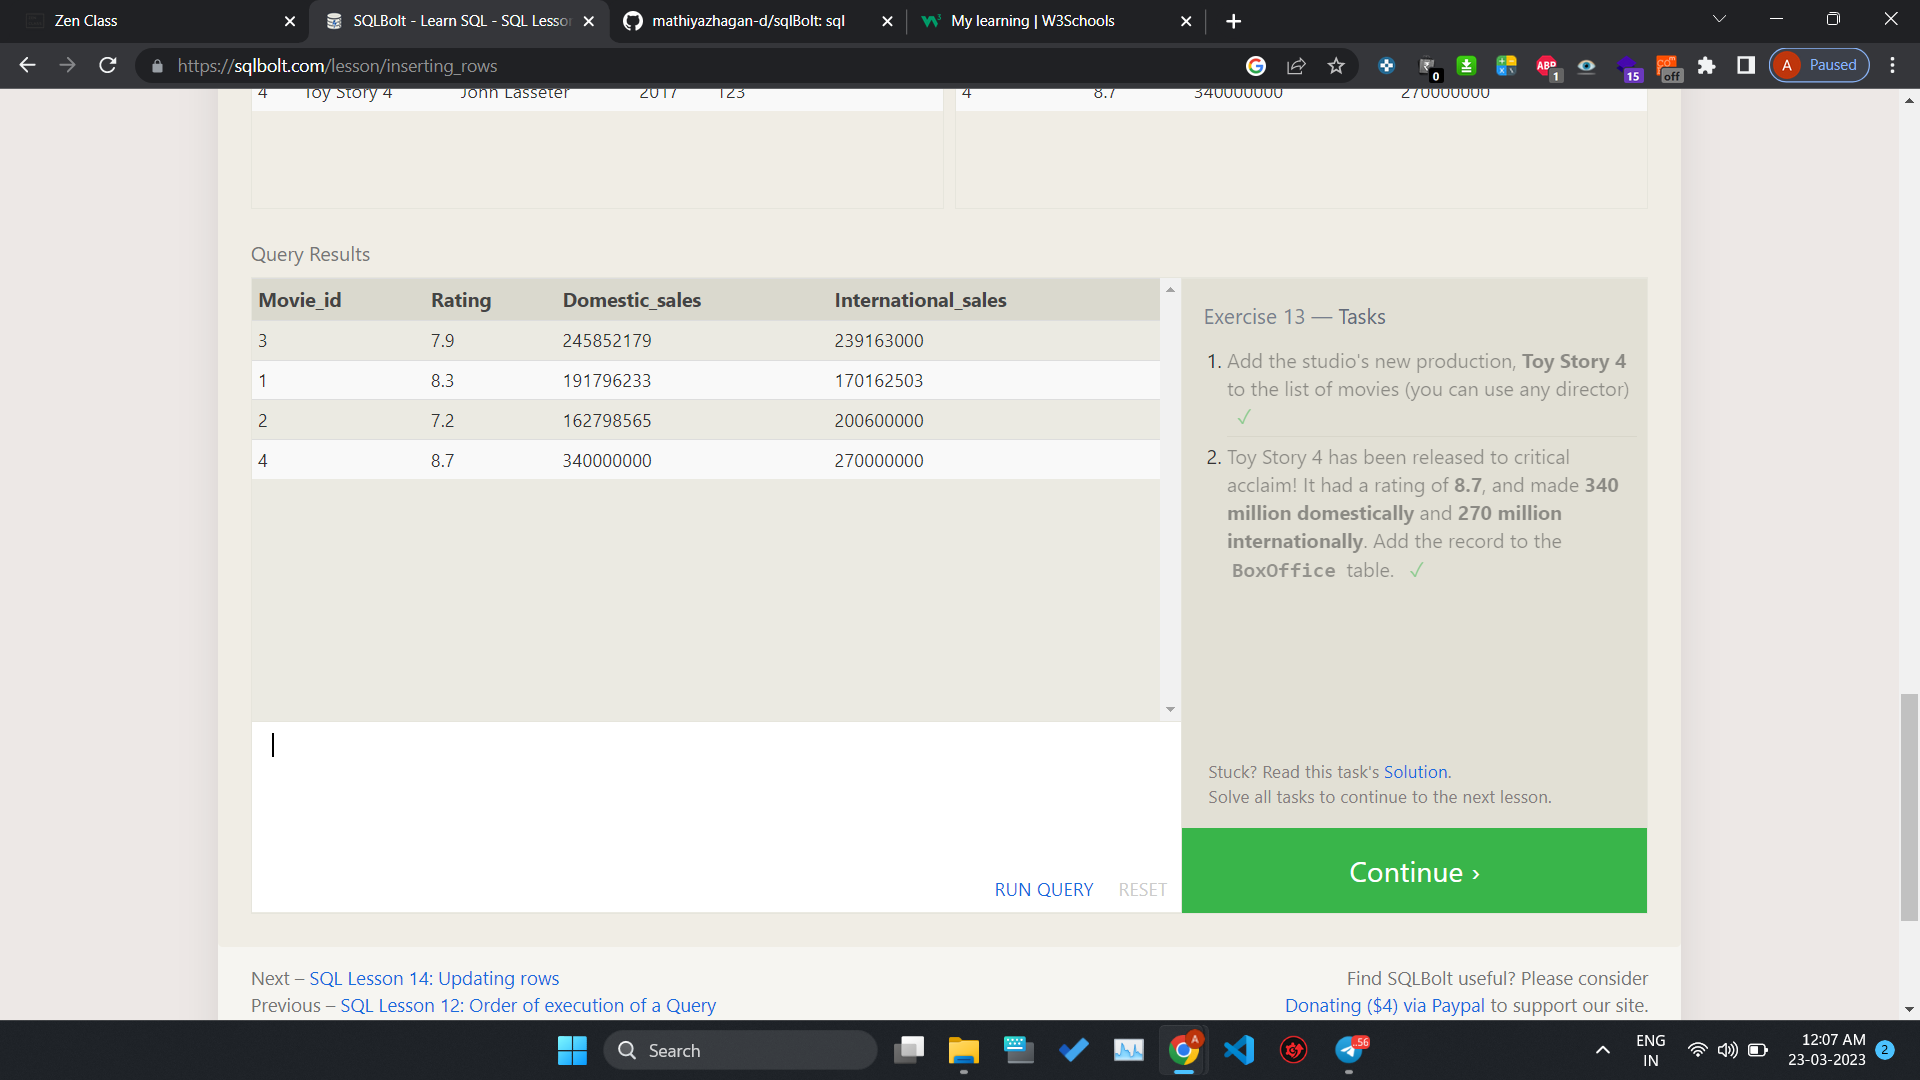 Zen Class
SQLBolt - Learn SQL - SQL Lesson
mathiyazhagan-d/sqlBolt: sql
My learning | W3Schools
https://sqlbolt.com/lesson/inserting_rows
0
ABP
1
15
off
A Paused
4 Toy Story 4 John Lasseter 2017 123
4 8.7 340000000 270000000
Query Results
Movie_id Rating Domestic_sales International_sales
3 7.9 245852179 239163000
1 8.3 191796233 170162503
2 7.2 162798565 200600000
4 8.7 340000000 270000000
Exercise 13 — Tasks
1. Add the studio's new production, Toy Story 4
to the list of movies (you can use any director)
✓
2. Toy Story 4 has been released to critical
acclaim! It had a rating of 8.7, and made 340
million domestically and 270 million
internationally. Add the record to the
BoxOffice table. ✓
Stuck? Read this task's Solution.
Solve all tasks to continue to the next lesson.
RUN QUERY RESET
Continue ›
Next – SQL Lesson 14: Updating rows
Previous – SQL Lesson 12: Order of execution of a Query
Find SQLBolt useful? Please consider
Donating ($4) via Paypal to support our site.
Search
A
56
ENG
IN
12:07 AM
23-03-2023
2